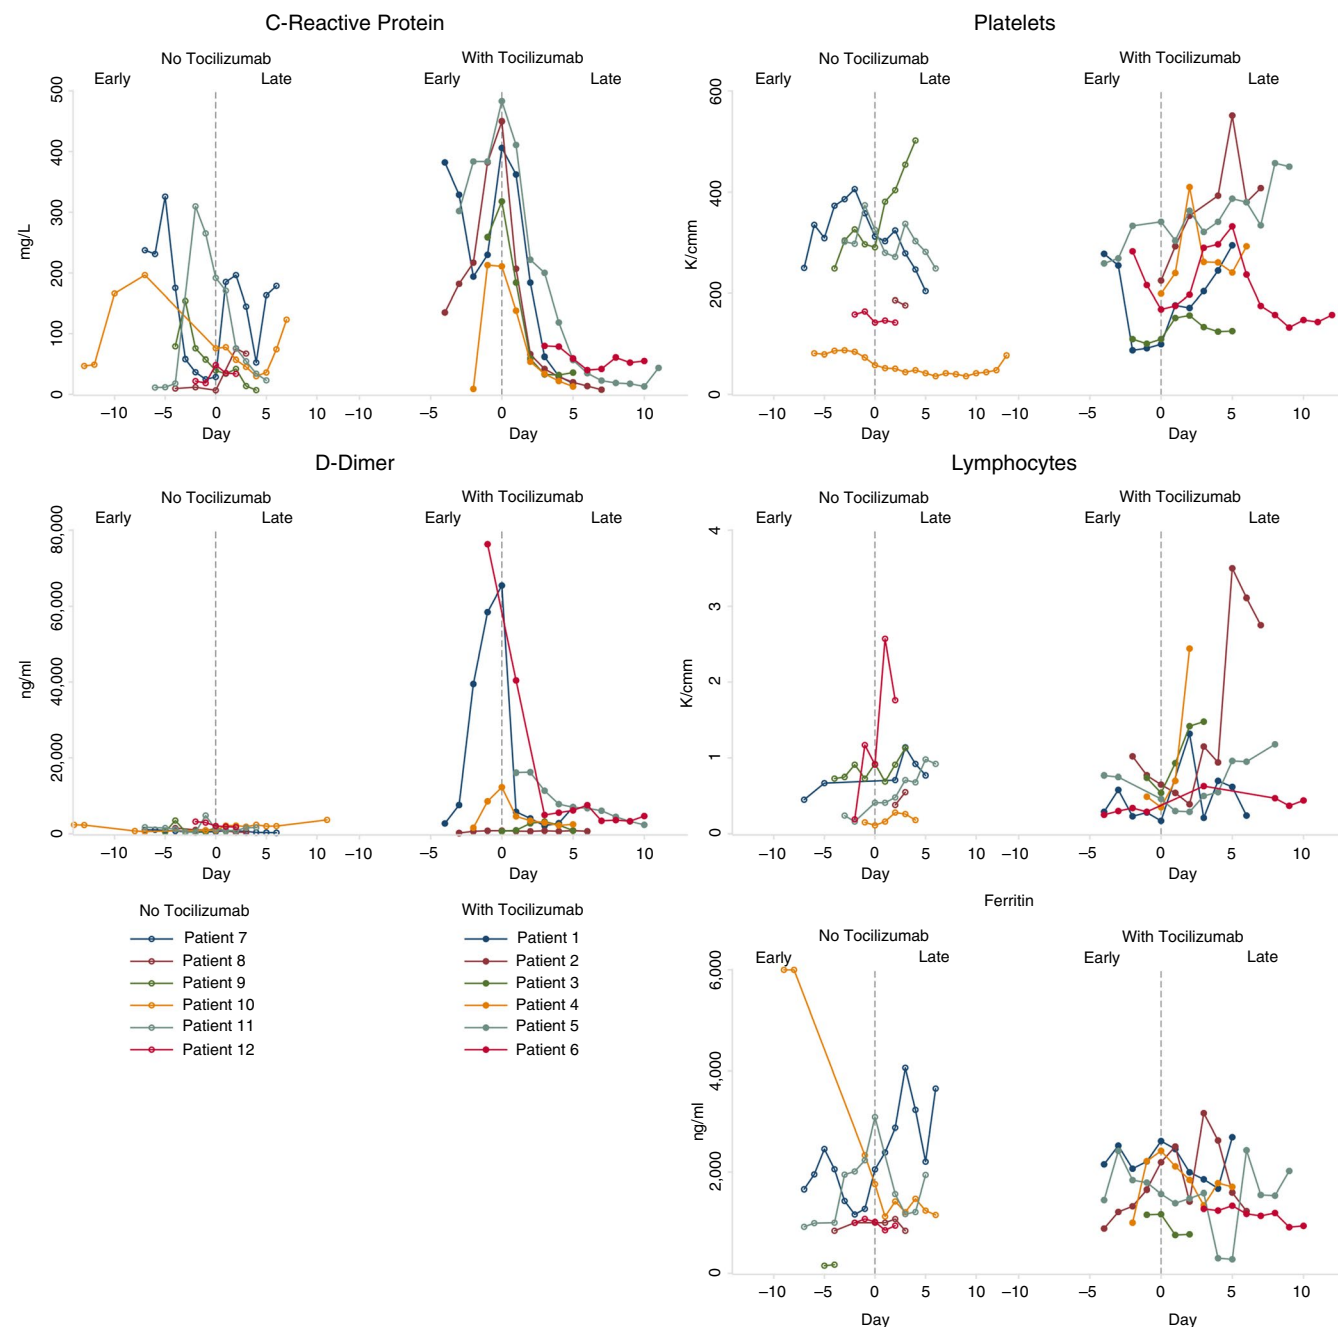 C-Reactive Protein
No Tocilizumab With Tocilizumab
Early Late Early Late
500
400
300
200
100
0
mg/L
–10 –5 0 5 10 –10 –5 0 5 10
Day Day
Platelets
No Tocilizumab With Tocilizumab
Early Late Early Late
600
400
200
0
K/cmm
–10 –5 0 5 10 –10 –5 0 5 10
Day Day
D-Dimer
No Tocilizumab With Tocilizumab
Early Late Early Late
80,000
60,000
40,000
20,000
0
ng/ml
–10 –5 0 5 10 –10 –5 0 5 10
Day Day
Lymphocytes
No Tocilizumab With Tocilizumab
Early Late Early Late
4
3
2
1
0
K/cmm
–10 –5 0 5 –10 –5 0 5 10
Day Day
No Tocilizumab With Tocilizumab
Patient 7 Patient 1
Patient 8 Patient 2
Patient 9 Patient 3
Patient 10 Patient 4
Patient 11 Patient 5
Patient 12 Patient 6
Ferritin
No Tocilizumab With Tocilizumab
Early Late Early Late
6,000
4,000
2,000
0
ng/ml
–10 –5 0 5 –10 –5 0 5 10
Day Day